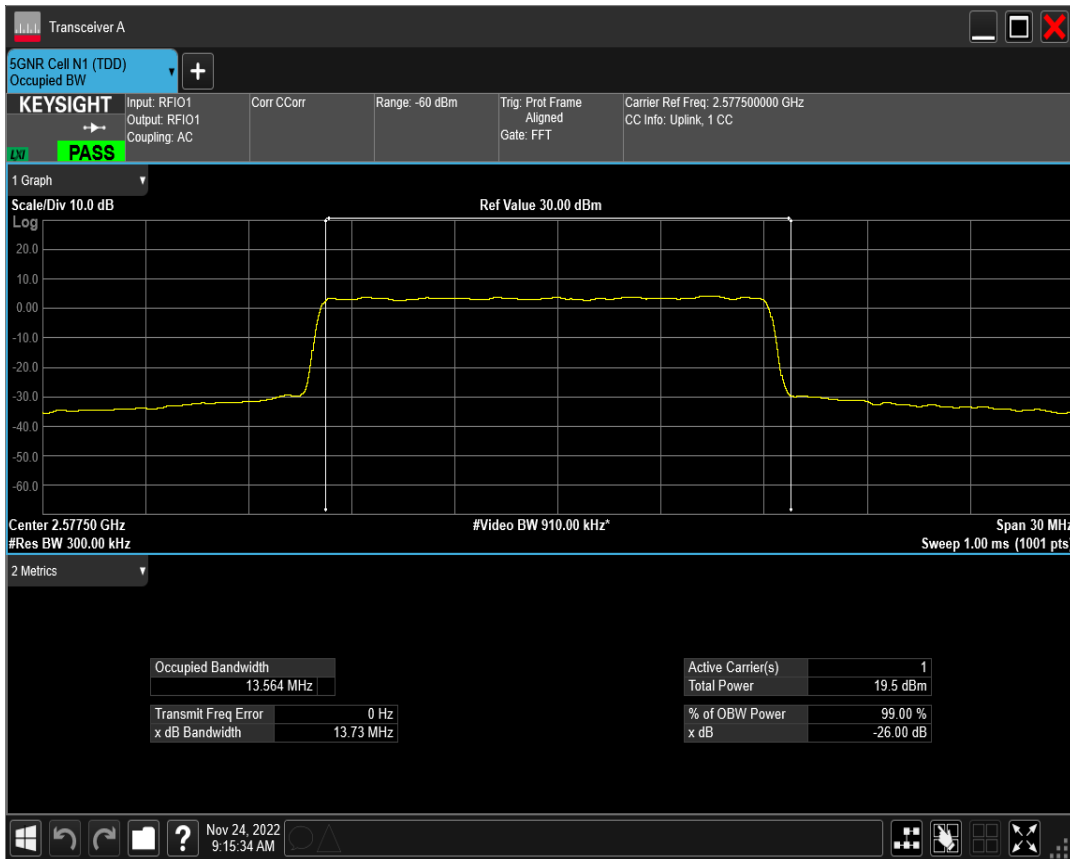 Transceiver A
5GNR Cell N1 (TDD)
Occupied BW
+
KEYSIGHT
LXI
PASS
Input: RFIO1
Output: RFIO1
Coupling: AC
Corr CCorr
Range: -60 dBm
Trig: Prot Frame
Aligned
Gate: FFT
Carrier Ref Freq: 2.577500000 GHz
CC Info: Uplink, 1 CC
1 Graph
Scale/Div 10.0 dB
Ref Value 30.00 dBm
Log
20.0
10.0
0.00
-10.0
-20.0
-30.0
-40.0
-50.0
-60.0
Center 2.57750 GHz
#Video BW 910.00 kHz*
Span 30 MHz
#Res BW 300.00 kHz
Sweep 1.00 ms (1001 pts)
2 Metrics
Occupied Bandwidth
13.564 MHz
Transmit Freq Error 0 Hz
x dB Bandwidth 13.73 MHz
Active Carrier(s) 1
Total Power 19.5 dBm
% of OBW Power 99.00 %
x dB -26.00 dB
?
Nov 24, 2022
9:15:34 AM